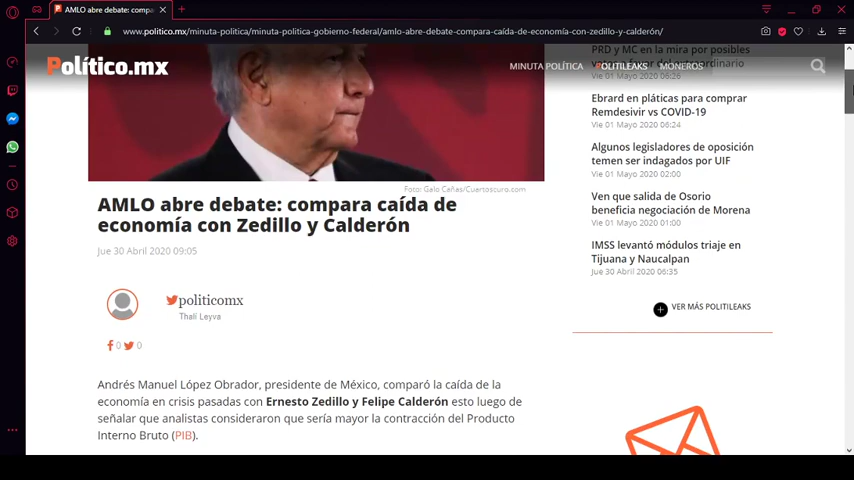 AMLO abre debate: compa
www.politico.mx/minuta-politica/minuta-politica-gobierno-federal/amlo-abre-debate-compara-caída-de-economía-con-zedillo-y-calderón/
Político.mx
MINUTA POLÍTICA
POLITILEAKS
MONEROS
Foto: Galo Cañas/Cuartoscuro.com
AMLO abre debate: compara caída de
economía con Zedillo y Calderón
Jue 30 Abril 2020 09:05
politicomx
Thalí Leyva
0 0
Andrés Manuel López Obrador, presidente de México, comparó la caída de la
economía en crisis pasadas con Ernesto Zedillo y Felipe Calderón esto luego de
señalar que analistas consideraron que sería mayor la contracción del Producto
Interno Bruto (PIB).
PRD y MC en la mira por posibles
Vie 01 Mayo 2020 06:26
Ebrard en pláticas para comprar
Remdesivir vs COVID-19
Vie 01 Mayo 2020 06:24
Algunos legisladores de oposición
temen ser indagados por UIF
Vie 01 Mayo 2020 02:00
Ven que salida de Osorio
beneficia negociación de Morena
Vie 01 Mayo 2020 01:00
IMSS levantó módulos triaje en
Tijuana y Naucalpan
Jue 30 Abril 2020 06:35
VER MÁS POLITILEAKS